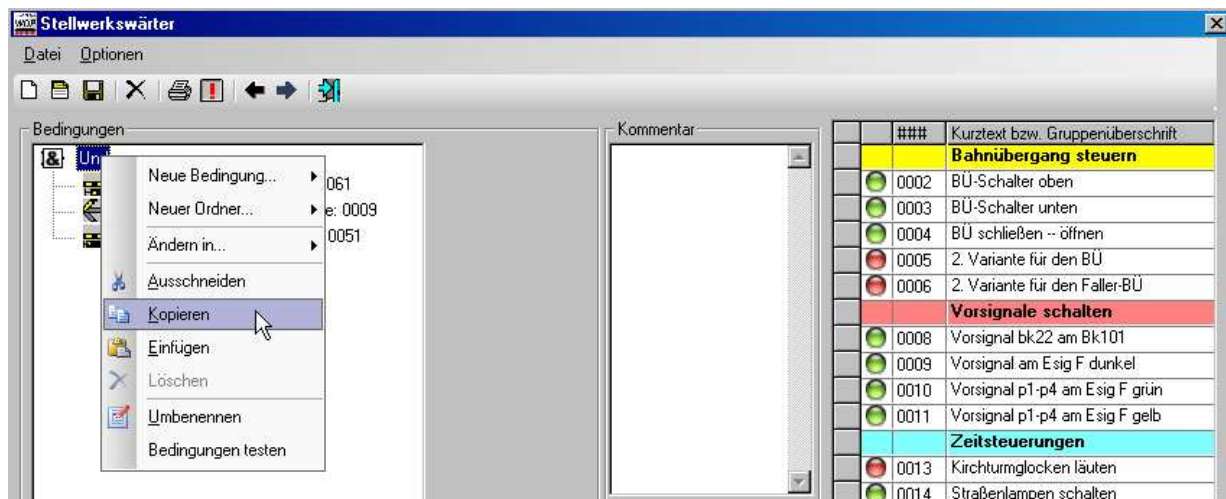 Stellwerkswärter
Datei Optionen
Bedingungen
&
Neue Bedingung...
Neuer Ordner...
Ändern in...
Ausschneiden
Kopieren
Einfügen
Löschen
Umbenennen
Bedingungen testen
061
e: 0009
0051
Kommentar
### Kurztext bzw. Gruppenüberschrift
Bahnübergang steuern
0002 BÜ-Schalter oben
0003 BÜ-Schalter unten
0004 BÜ schließen -- öffnen
0005 2. Variante für den BÜ
0006 2. Variante für den Faller-BÜ
Vorsignale schalten
0008 Vorsignal bk22 am Bk101
0009 Vorsignal am Esig F dunkel
0010 Vorsignal p1-p4 am Esig F grün
0011 Vorsignal p1-p4 am Esig F gelb
Zeitsteuerungen
0013 Kirchturmglocken läuten
0014 Straßenlampen schalten